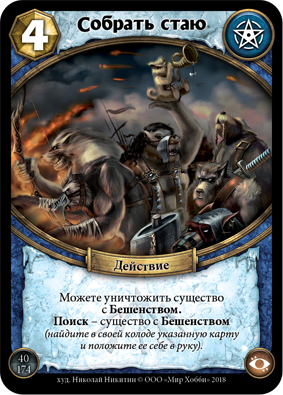 4
Собрать стаю
Действие
Можете уничтожить существо
с Бешенством.
Поиск – существо с Бешенством
(найдите в своей колоде указанную карту
и положите ее себе в руку).
40
174
худ. Николай Никитин © ООО «Мир Хобби» 2018